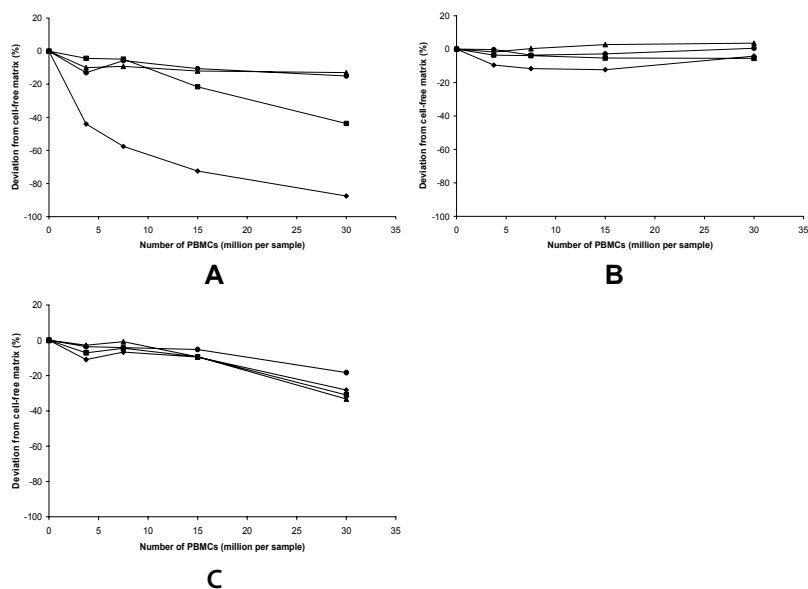 20
0
-20
-40
-60
-80
-100
Deviation from cell-free matrix (%)
0 5 10 15 20 25 30 35
Number of PBMCs (million per sample)
A
20
0
-20
-40
-60
-80
-100
Deviation from cell-free matrix (%)
0 5 10 15 20 25 30 35
Number of PBMCs (million per sample)
B
20
0
-20
-40
-60
-80
-100
Deviation from cell-free matrix (%)
0 5 10 15 20 25 30 35
Number of PBMCs (million per sample)
C